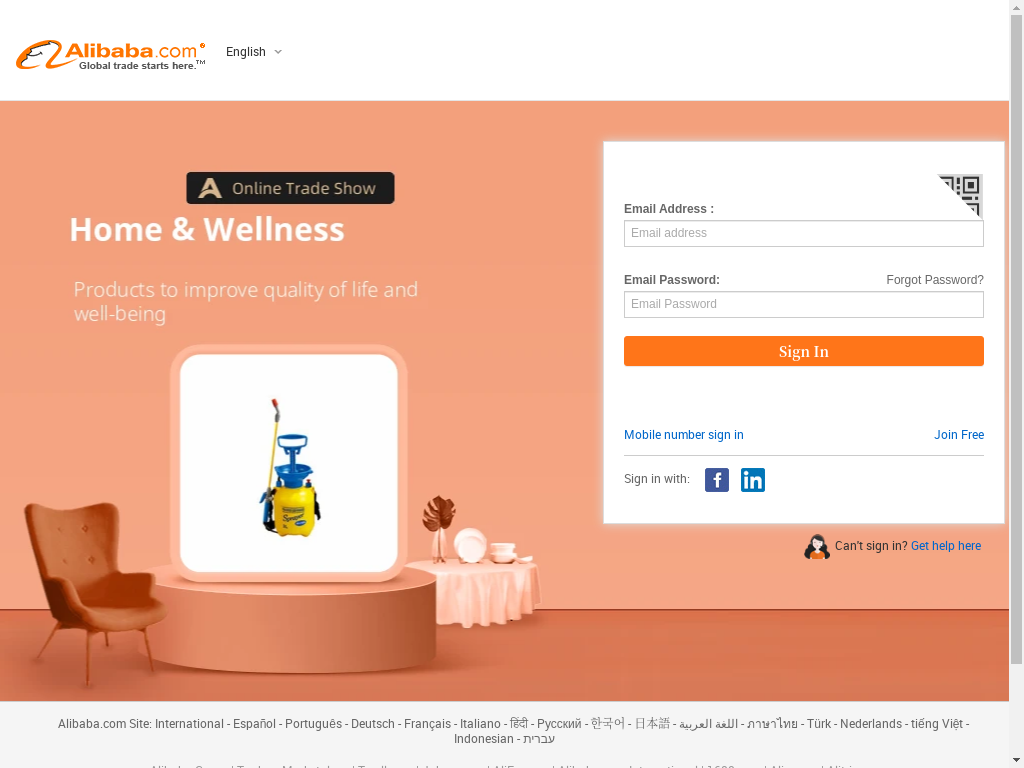 Alibaba.com®
Global trade starts here.™
English
Online Trade Show
Home & Wellness
Products to improve quality of life and
well-being
Email Address :
Email address
Email Password:
Forgot Password?
Email Password
Sign In
Mobile number sign in
Join Free
Sign in with:
Can't sign in? Get help here
Alibaba.com Site: International - Español - Português - Deutsch - Français - Italiano - हिंदी - Русский - 한국어 - 日本語 - اللغة العربية - ภาษาไทย - Türk - Nederlands - tiếng Việt -
Indonesian - עברית